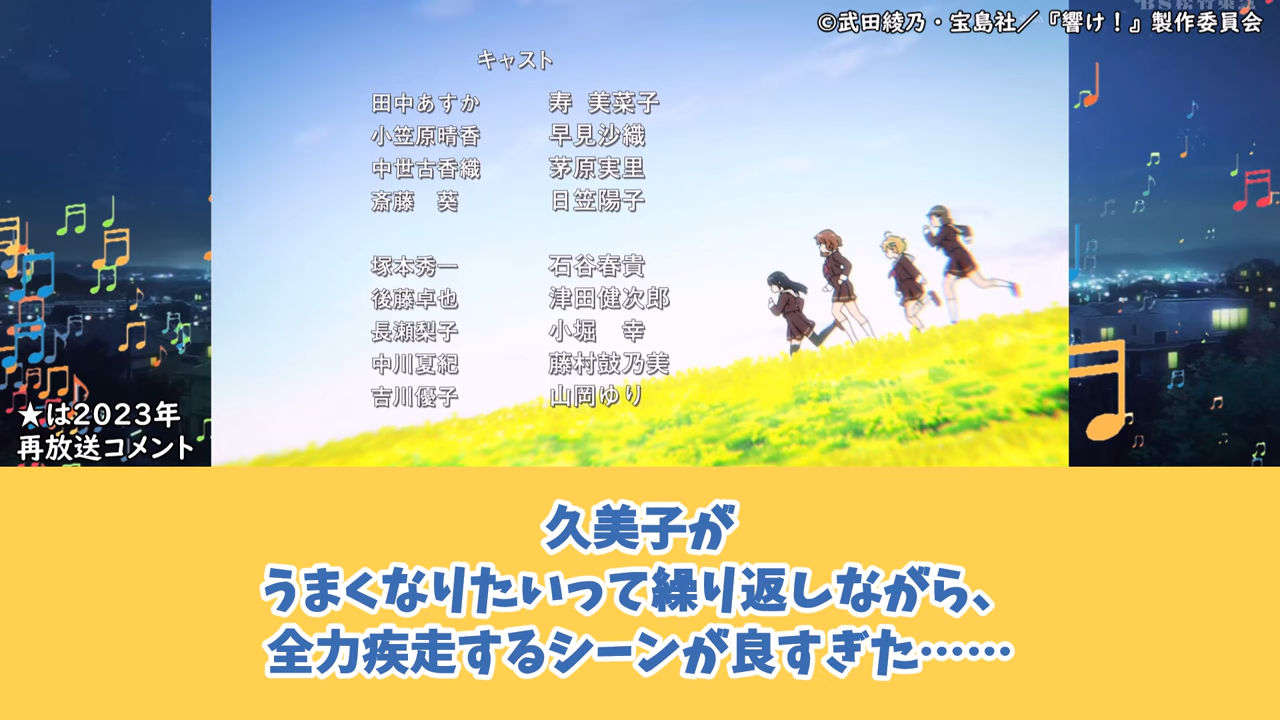 ©武田綾乃・宝島社／『響け！』製作委員会
キャスト
田中あすか 寿 美菜子
小笠原晴香 早見沙織
中世古香織 茅原実里
斎藤 葵 日笠陽子
塚本秀一 石谷春貴
後藤卓也 津田健次郎
長瀬梨子 小堀 幸
中川夏紀 藤村鼓乃美
吉川優子 山岡ゆり
★は2023年
再放送コメント
久美子が
うまくなりたいって繰り返しながら、
全力疾走するシーンが良すぎた……